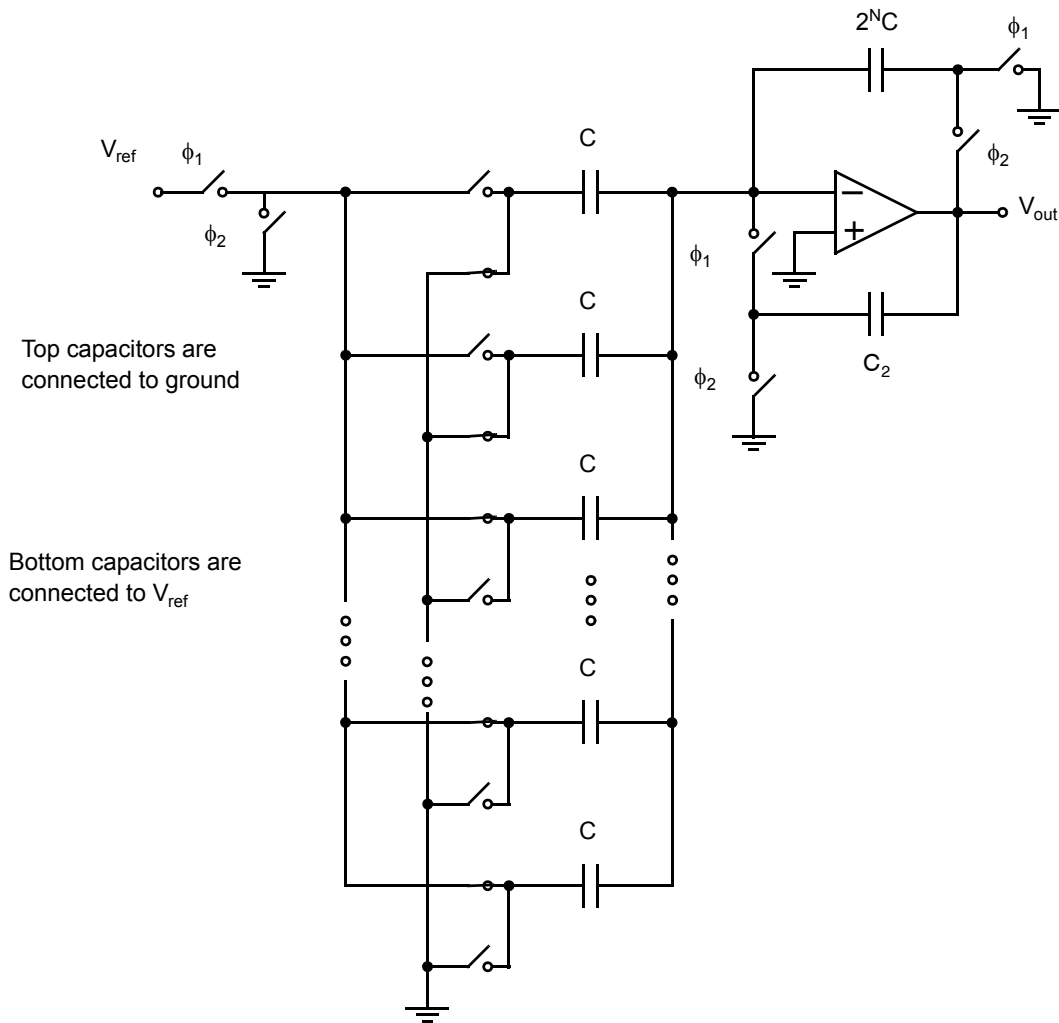 2ᴺC
ϕ₁
C
V_ref
ϕ₁
ϕ₂
ϕ₂
− 
V_out
+
ϕ₁
C
Top capacitors are
connected to ground
C₂
ϕ₂
C
Bottom capacitors are
connected to V_ref
C
C